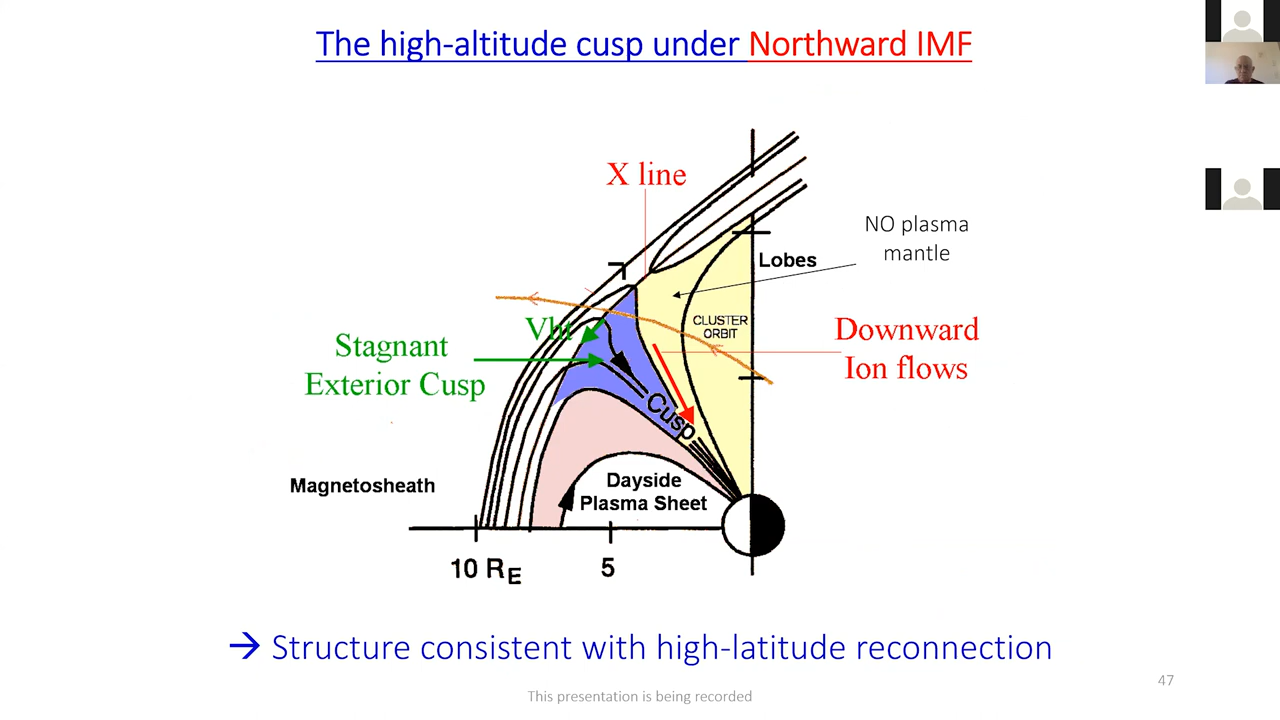 The high-altitude cusp under Northward IMF
X line
NO plasma
mantle
Lobes
CLUSTER
ORBIT
Vht
Stagnant
Exterior Cusp
Downward
Ion flows
Cusp
Magnetosheath
Dayside
Plasma Sheet
10 RE
5
→ Structure consistent with high-latitude reconnection
47
This presentation is being recorded